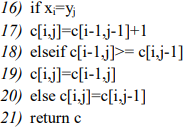 16) if xᵢ=yⱼ
17) c[i,j]=c[i-1,j-1]+1
18) elseif c[i-1,j]>= c[i,j-1]
19) c[i,j]=c[i-1,j]
20) else c[i,j]=c[i,j-1]
21) return c